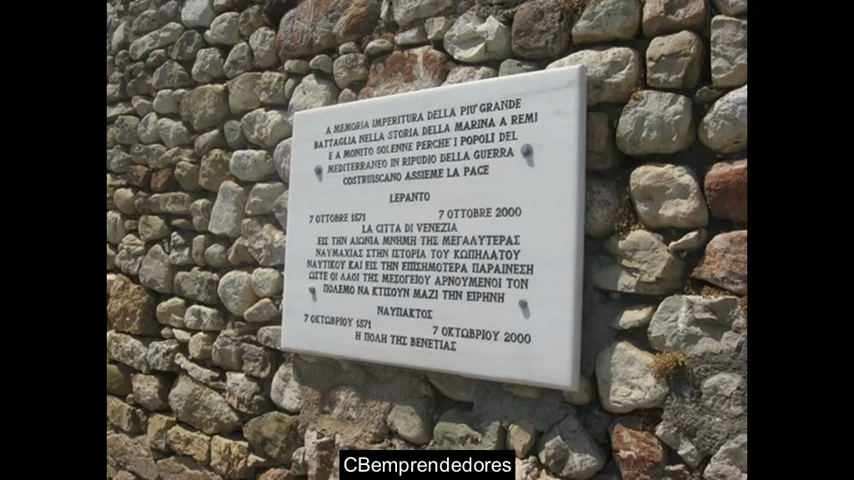 A MEMORIA IMPERITURA DELLA PIU' GRANDE
BATTAGLIA NELLA STORIA DELLA MARINA A REMI
E A MONITO SOLENNE PERCHE' I POPOLI DEL
MEDITERRANEO IN RIPUDIO DELLA GUERRA
COSTRUISCANO ASSIEME LA PACE
LEPANTO
7 OTTOBRE 1571 7 OTTOBRE 2000
LA CITTA DI VENEZIA
ΕΙΣ ΤΗΝ ΑΙΩΝΙΑ ΜΝΗΜΗ ΤΗΣ ΜΕΓΑΛΥΤΕΡΑΣ
ΝΑΥΜΑΧΙΑΣ ΣΤΗΝ ΙΣΤΟΡΙΑ ΤΟΥ ΚΩΠΗΛΑΤΟΥ
ΝΑΥΤΙΚΟΥ ΚΑΙ ΕΙΣ ΤΗΝ ΕΠΙΣΗΜΟΤΕΡΑ ΠΑΡΑΙΝΕΣΗ
ΩΣΤΕ ΟΙ ΛΑΟΙ ΤΗΣ ΜΕΣΟΓΕΙΟΥ ΑΡΝΟΥΜΕΝΟΙ ΤΟΝ
ΠΟΛΕΜΟ ΝΑ ΚΤΙΣΟΥΝ ΜΑΖΙ ΤΗΝ ΕΙΡΗΝΗ
ΝΑΥΠΑΚΤΟΣ
7 ΟΚΤΩΒΡΙΟΥ 1571 7 ΟΚΤΩΒΡΙΟΥ 2000
Η ΠΟΛΗ ΤΗΣ ΒΕΝΕΤΙΑΣ
CBemprendedores